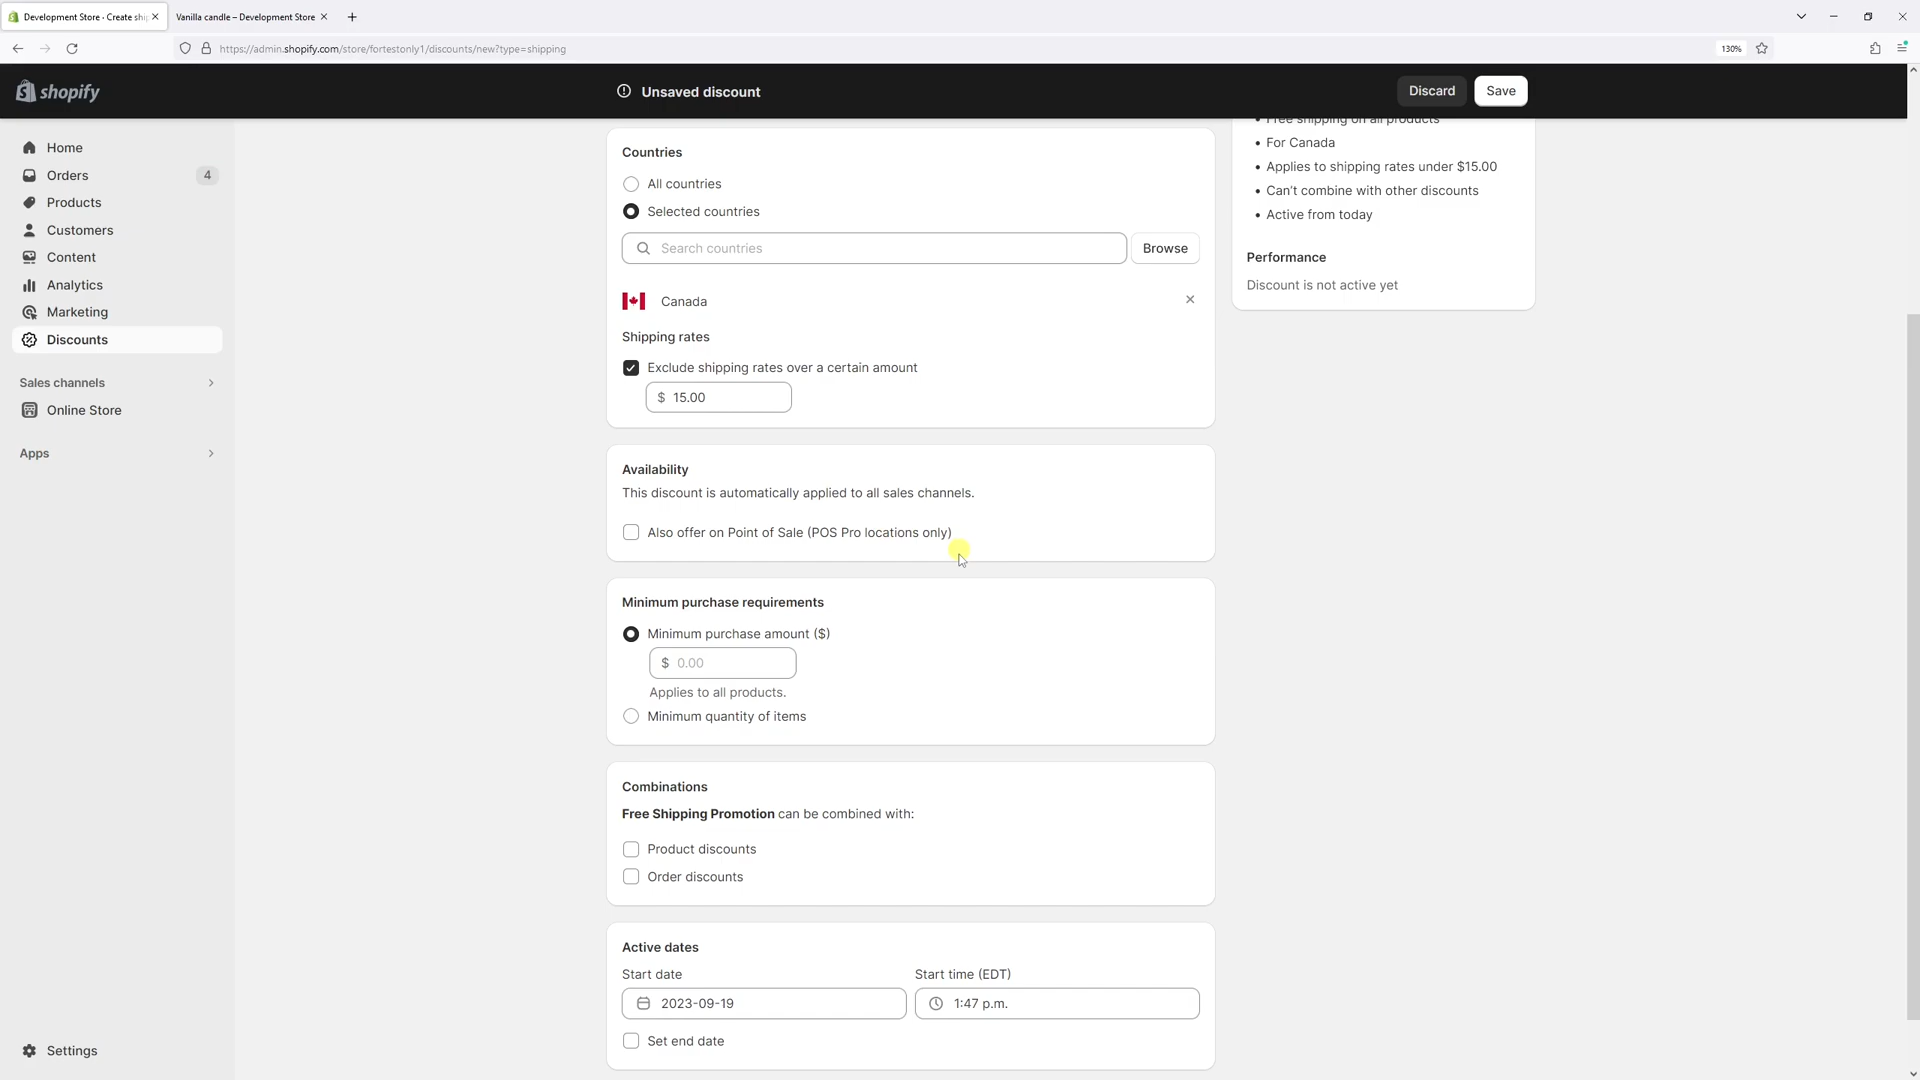 Development Store · Create shi
Vanilla candle – Development Store
https://admin.shopify.com/store/fortestonly1/discounts/new?type=shipping
130%
shopify
Unsaved discount
Discard
Save
Home
Orders
4
Products
Customers
Content
Analytics
Marketing
Discounts
Sales channels
Online Store
Apps
Settings
Countries
All countries
Selected countries
Search countries
Browse
Canada
Shipping rates
Exclude shipping rates over a certain amount
$ 15.00
Availability
This discount is automatically applied to all sales channels.
Also offer on Point of Sale (POS Pro locations only)
Minimum purchase requirements
Minimum purchase amount ($)
$ 0.00
Applies to all products.
Minimum quantity of items
Combinations
Free Shipping Promotion can be combined with:
Product discounts
Order discounts
Active dates
Start date
Start time (EDT)
2023-09-19
1:47 p.m.
Set end date
• Free shipping on all products
• For Canada
• Applies to shipping rates under $15.00
• Can't combine with other discounts
• Active from today
Performance
Discount is not active yet